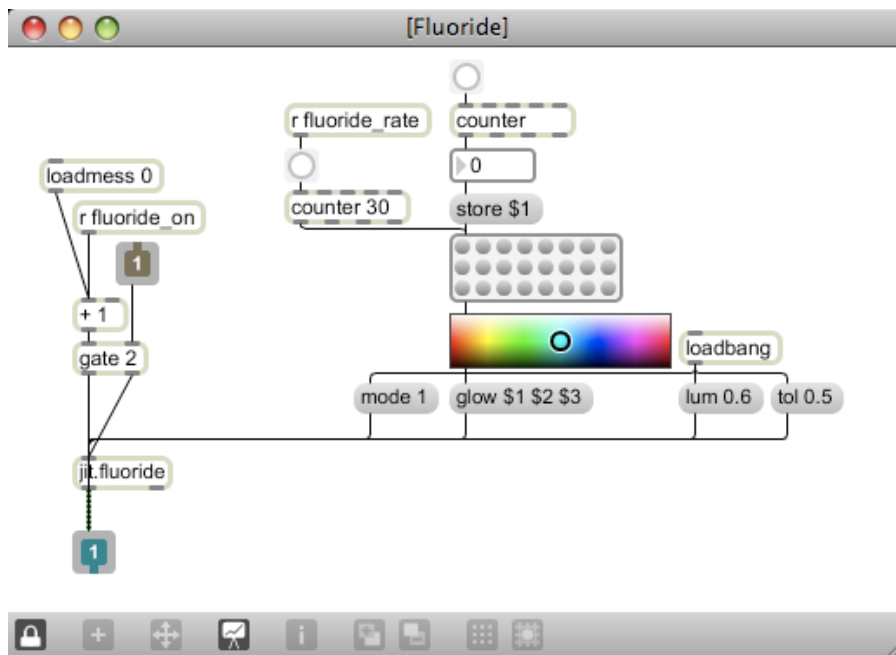 [Fluoride]
r fluoride_rate
counter
loadmess 0
0
counter 30
store $1
r fluoride_on
1
+ 1
gate 2
loadbang
mode 1
glow $1 $2 $3
lum 0.6
tol 0.5
jit.fluoride
1